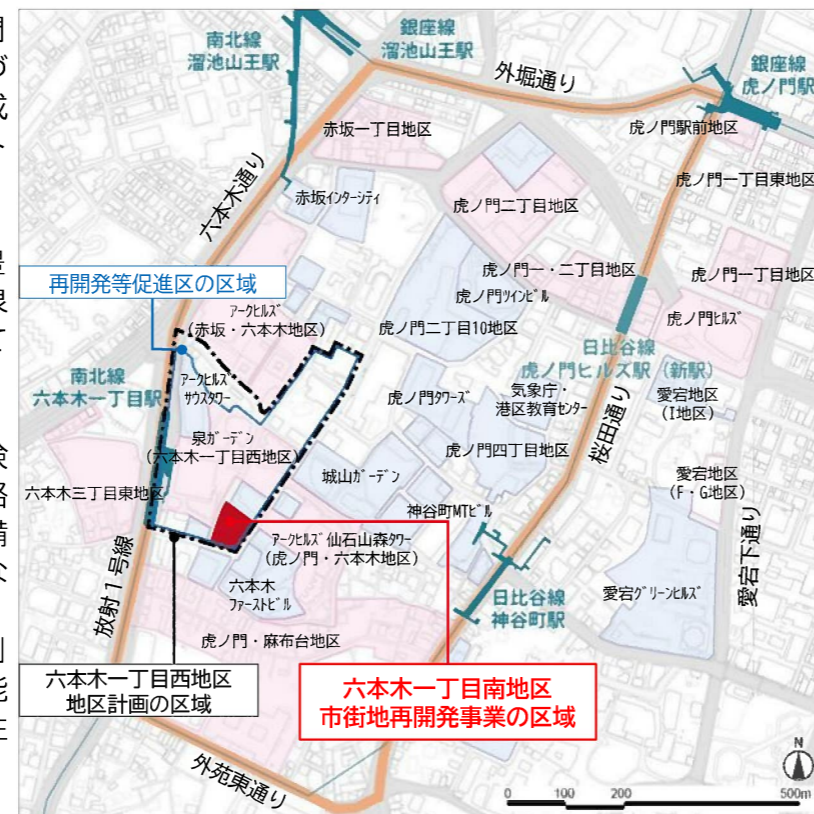 南北線
溜池山王駅
銀座線
溜池山王駅
外堀通り
銀座線
虎ノ門駅
赤坂一丁目地区
虎ノ門駅前地区
六本木通り
虎ノ門一丁目東地区
赤坂インターシティ
虎ノ門二丁目地区
再開発等促進区の区域
虎ノ門一・二丁目地区
虎ノ門一丁目地区
虎ノ門ツインビル
アークヒルズ
(赤坂・六本木地区)
虎ノ門二丁目10地区
虎ノ門ヒルズ
日比谷線
虎ノ門ヒルズ駅 (新駅)
南北線
六本木一丁目駅
アークヒルズ
サウスタワー
虎ノ門タワーズ
気象庁・
港区教育センター
愛宕地区
(I地区)
桜田通り
泉ガーデン
(六本木一丁目西地区)
虎ノ門四丁目地区
城山ガーデン
愛宕地区
(F・G地区)
六本木三丁目東地区
神谷町MTビル
アークヒルズ 仙石山森タワー
(虎ノ門・六本木地区)
放射1号線
六本木
ファーストビル
日比谷線
神谷町駅
愛宕グリーンヒルズ
愛宕下通り
虎ノ門・麻布台地区
六本木一丁目西地区
地区計画の区域
六本木一丁目南地区
市街地再開発事業の区域
外苑東通り
N
0 100 200 500m